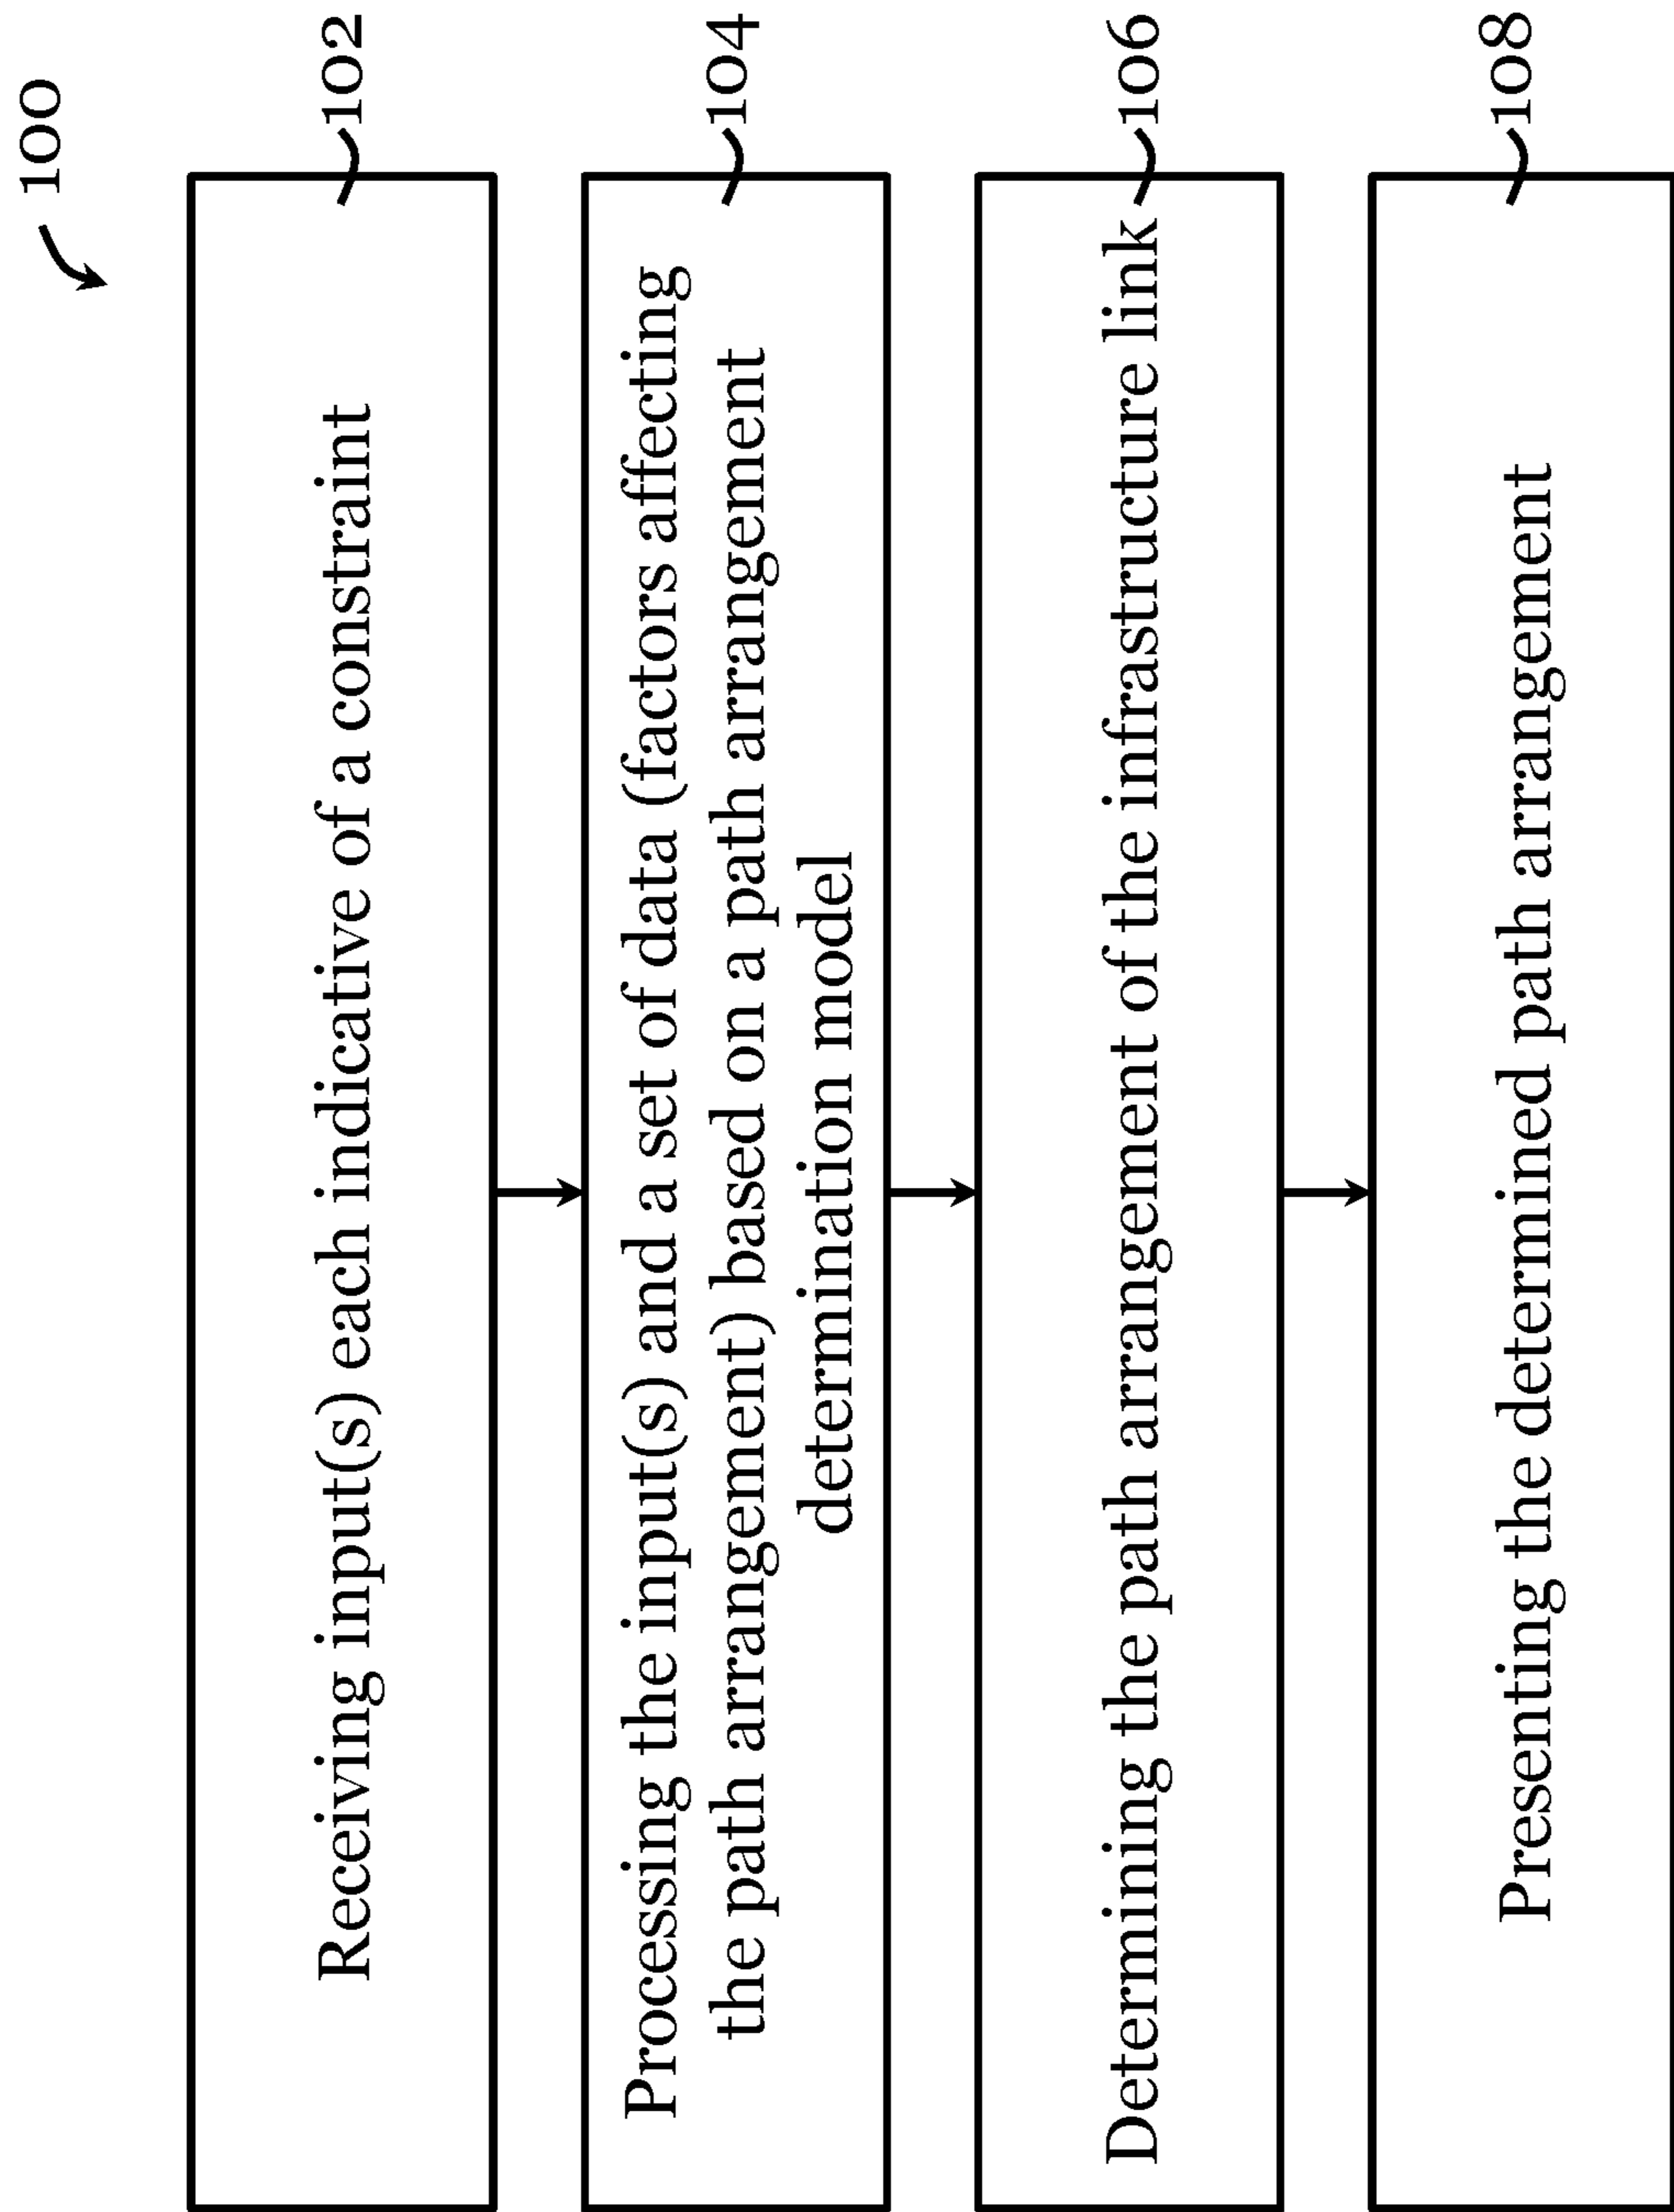 100
Receiving input(s) each indicative of a constraint
102
Processing the input(s) and a set of data (factors affecting
the path arrangement) based on a path arrangement
determination model
104
Determining the path arrangement of the infrastructure link
106
Presenting the determined path arrangement
108